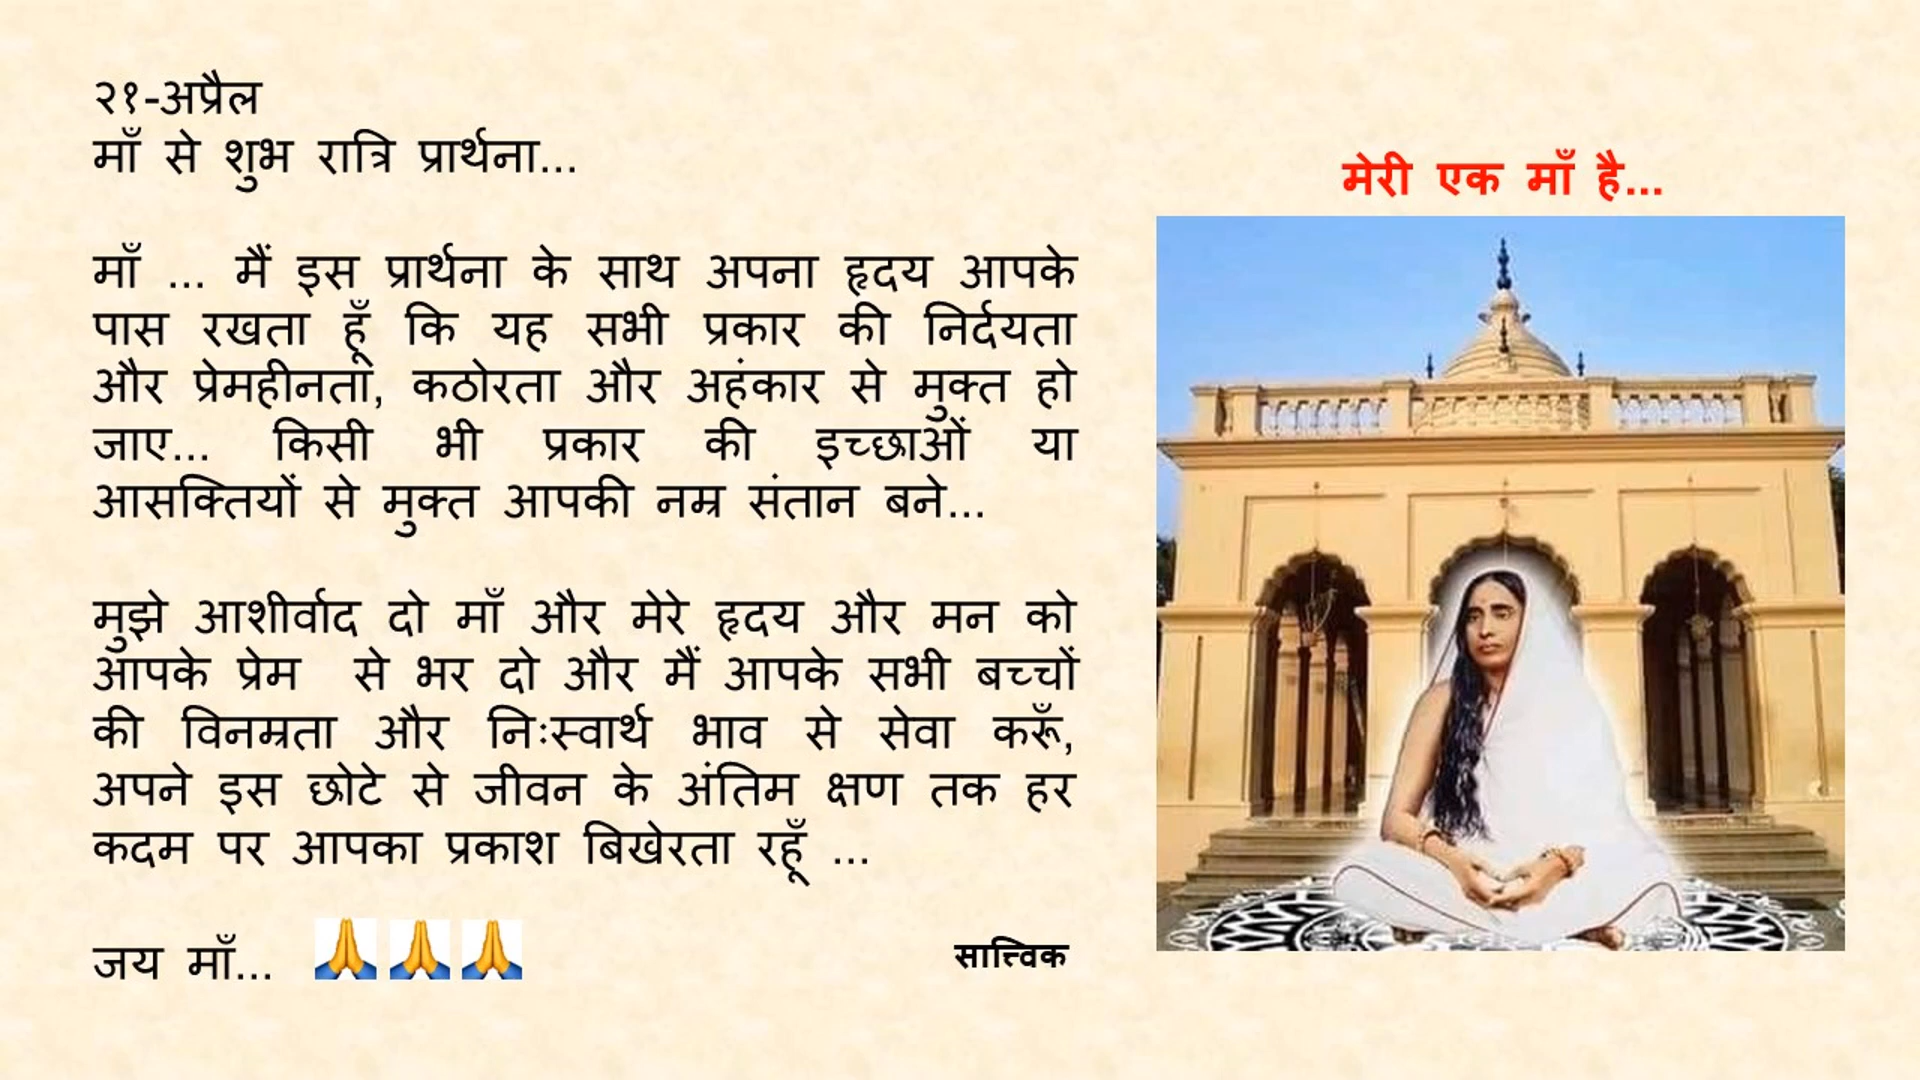 २१-अप्रैल
माँ से शुभ रात्रि प्रार्थना...
मेरी एक माँ है...
माँ ... मैं इस प्रार्थना के साथ अपना हृदय आपके
पास रखता हूँ कि यह सभी प्रकार की निर्दयता
और प्रेमहीनता, कठोरता और अहंकार से मुक्त हो
जाए... किसी भी प्रकार की इच्छाओं या
आसक्तियों से मुक्त आपकी नम्र संतान बने...
मुझे आशीर्वाद दो माँ और मेरे हृदय और मन को
आपके प्रेम से भर दो और मैं आपके सभी बच्चों
की विनम्रता और निःस्वार्थ भाव से सेवा करूँ,
अपने इस छोटे से जीवन के अंतिम क्षण तक हर
कदम पर आपका प्रकाश बिखेरता रहूँ ...
जय माँ... 🙏🙏🙏
सात्त्विक